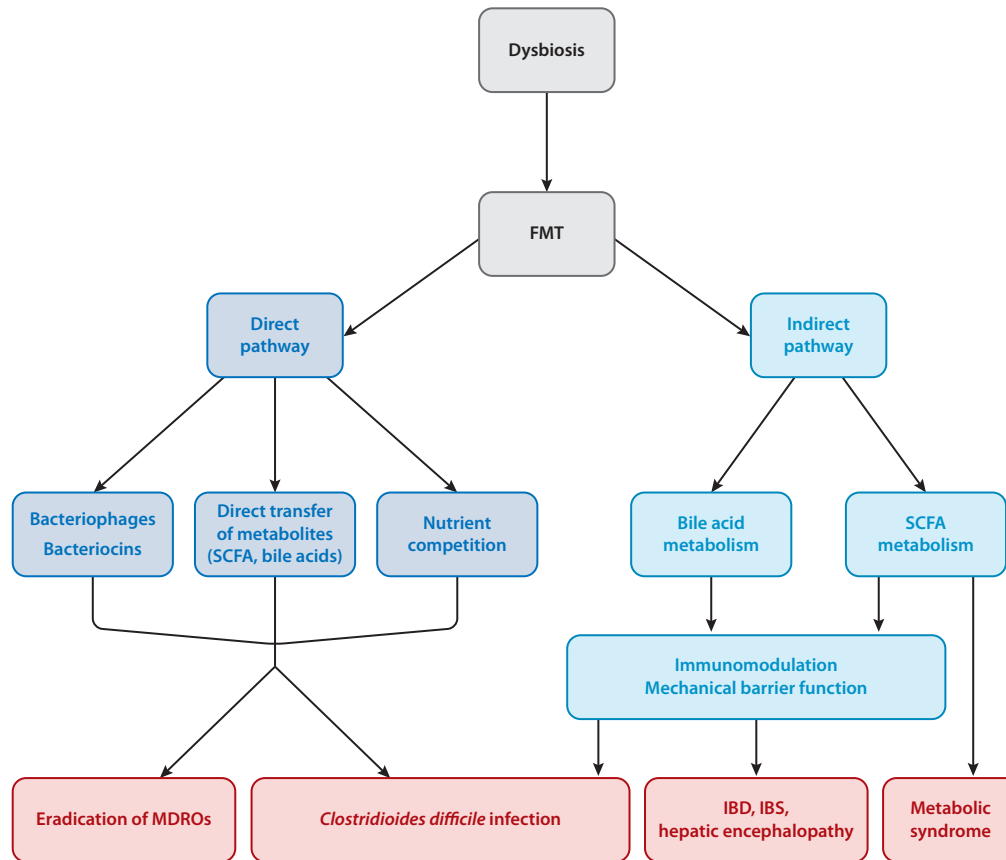 Dysbiosis
FMT
Direct
pathway
Indirect
pathway
Bacteriophages
Bacteriocins
Direct transfer
of metabolites
(SCFA, bile acids)
Nutrient
competition
Bile acid
metabolism
SCFA
metabolism
Immunomodulation
Mechanical barrier function
Eradication of MDROs
Clostridioides difficile infection
IBD, IBS,
hepatic encephalopathy
Metabolic
syndrome